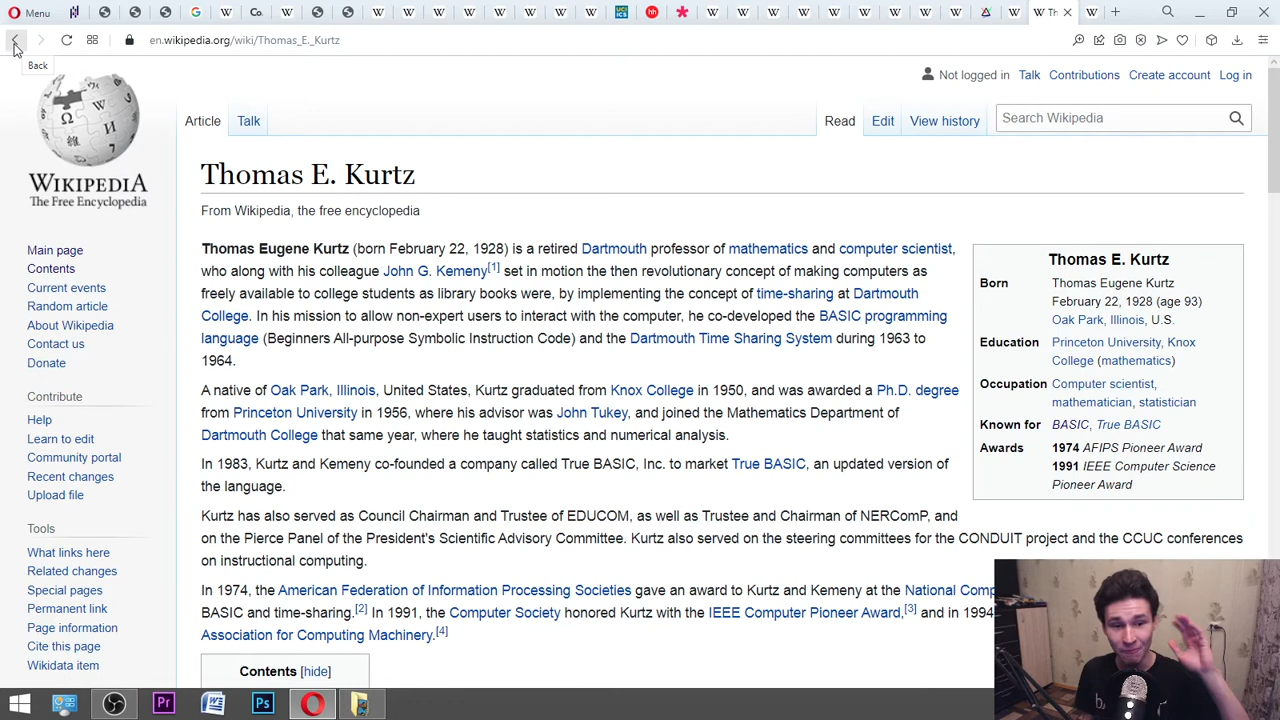 Menu
Co.
UCI
ICS
hh
Th
en.wikipedia.org/wiki/Thomas_E._Kurtz
Back
Not logged in Talk Contributions Create account Log in
Article Talk
Read Edit View history
Search Wikipedia
WIKIPEDIA
The Free Encyclopedia
Main page
Contents
Current events
Random article
About Wikipedia
Contact us
Donate
Contribute
Help
Learn to edit
Community portal
Recent changes
Upload file
Tools
What links here
Related changes
Special pages
Permanent link
Page information
Cite this page
Wikidata item
Thomas E. Kurtz
From Wikipedia, the free encyclopedia
Thomas Eugene Kurtz (born February 22, 1928) is a retired Dartmouth professor of mathematics and computer scientist,
who along with his colleague John G. Kemeny[1] set in motion the then revolutionary concept of making computers as
freely available to college students as library books were, by implementing the concept of time-sharing at Dartmouth
College. In his mission to allow non-expert users to interact with the computer, he co-developed the BASIC programming
language (Beginners All-purpose Symbolic Instruction Code) and the Dartmouth Time Sharing System during 1963 to
1964.
A native of Oak Park, Illinois, United States, Kurtz graduated from Knox College in 1950, and was awarded a Ph.D. degree
from Princeton University in 1956, where his advisor was John Tukey, and joined the Mathematics Department of
Dartmouth College that same year, where he taught statistics and numerical analysis.
In 1983, Kurtz and Kemeny co-founded a company called True BASIC, Inc. to market True BASIC, an updated version of
the language.
Kurtz has also served as Council Chairman and Trustee of EDUCOM, as well as Trustee and Chairman of NERComP, and
on the Pierce Panel of the President's Scientific Advisory Committee. Kurtz also served on the steering committees for the CONDUIT project and the CCUC conferences
on instructional computing.
In 1974, the American Federation of Information Processing Societies gave an award to Kurtz and Kemeny at the National Comp
BASIC and time-sharing.[2] In 1991, the Computer Society honored Kurtz with the IEEE Computer Pioneer Award,[3] and in 1994
Association for Computing Machinery.[4]
Contents [hide]
Thomas E. Kurtz
Born Thomas Eugene Kurtz
February 22, 1928 (age 93)
Oak Park, Illinois, U.S.
Education Princeton University, Knox
College (mathematics)
Occupation Computer scientist,
mathematician, statistician
Known for BASIC, True BASIC
Awards 1974 AFIPS Pioneer Award
1991 IEEE Computer Science
Pioneer Award
Pr
W
Ps